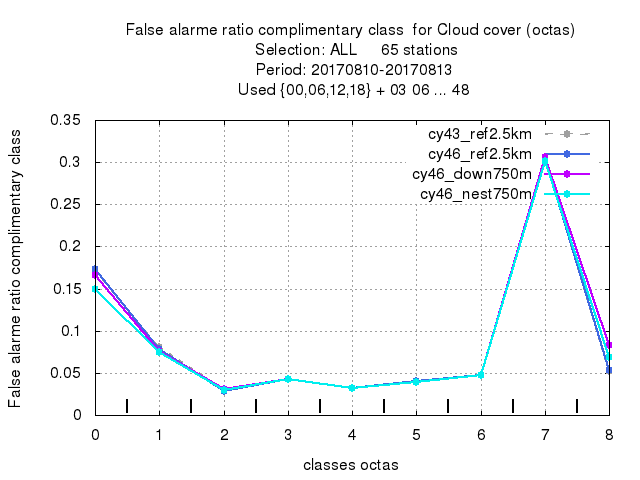 False alarme ratio complimentary class  for Cloud cover (octas)
Selection: ALL     65 stations
Period: 20170810-20170813
Used {00,06,12,18} + 03 06 ... 48
False alarme ratio complimentary class
0.35
0.3
0.25
0.2
0.15
0.1
0.05
0
cy43_ref2.5km
cy46_ref2.5km
cy46_down750m
cy46_nest750m
0 1 2 3 4 5 6 7 8
classes octas